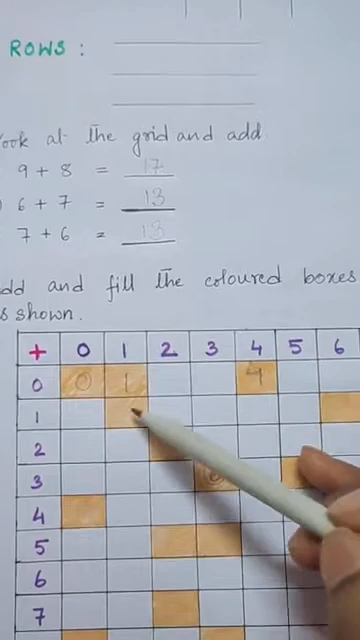 ROWS :
ook at the grid and add
9 + 8 = 17
6 + 7 = 13
7 + 6 = 13
dd and fill the coloured boxes
s shown.
+ 0 1 2 3 4 5 6
0 0 1 4
1
2
3 6
4
5
6
7